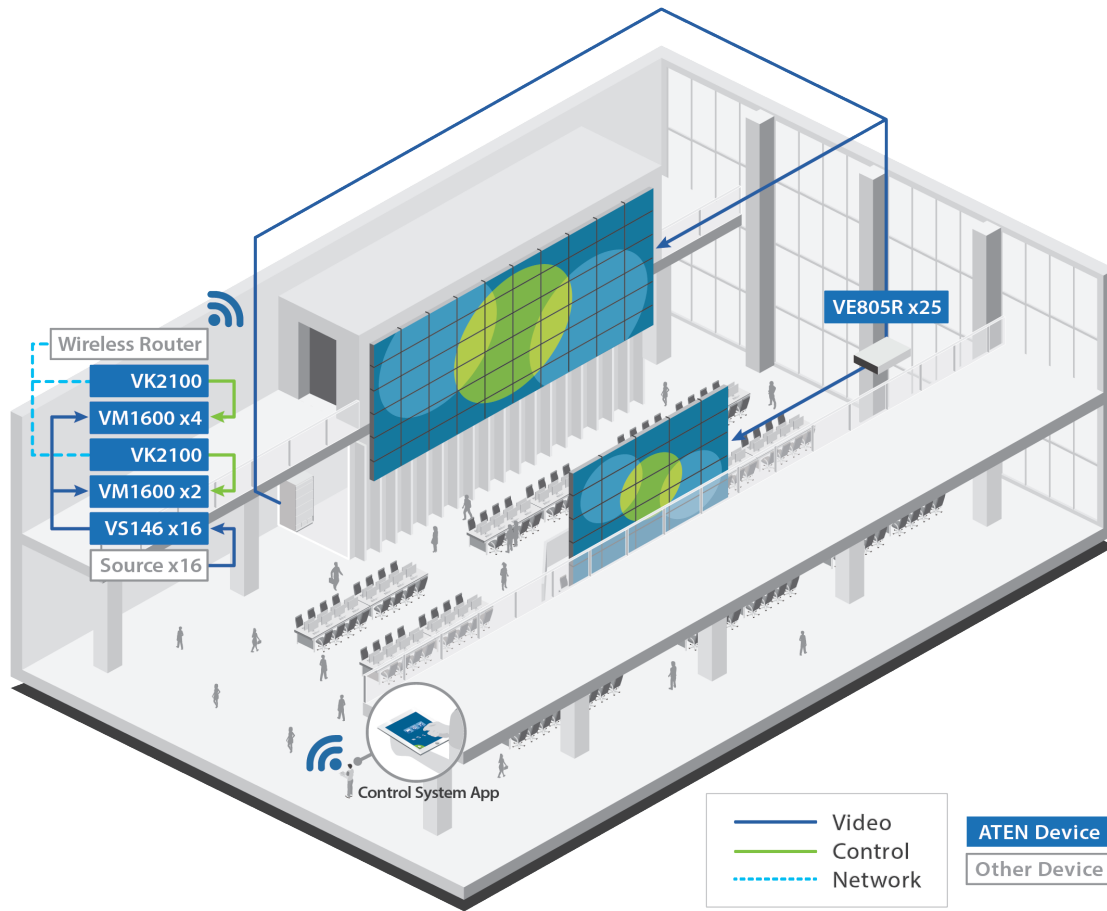 VE805R x25
Wireless Router
VK2100
VM1600 x4
VK2100
VM1600 x2
VS146 x16
Source x16
Control System App
Video
Control
Network
ATEN Device
Other Device